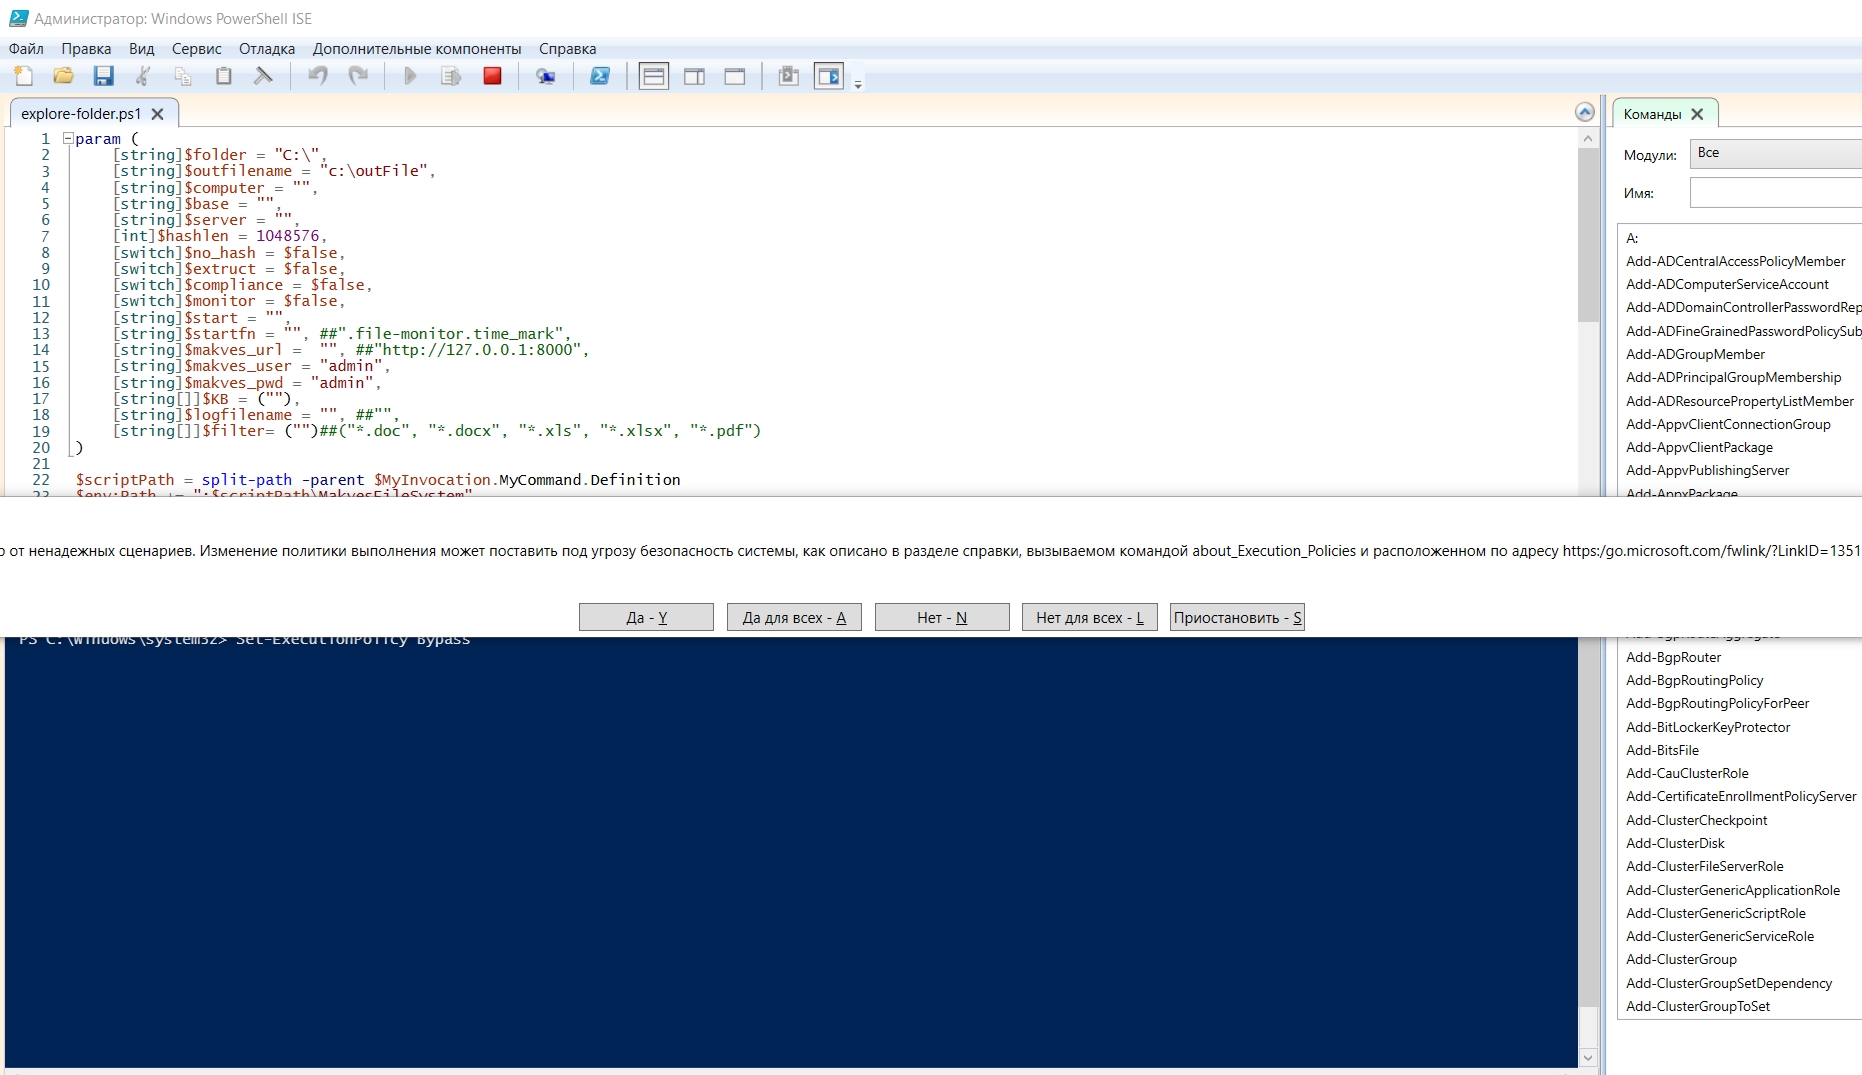 Администратор: Windows PowerShell ISE
Файл Правка Вид Сервис Отладка Дополнительные компоненты Справка
explore-folder.ps1
1 param (
2 [string]$folder = "C:\",
3 [string]$outfilename = "c:\outFile",
4 [string]$computer = "",
5 [string]$base = "",
6 [string]$server = "",
7 [int]$hashlen = 1048576,
8 [switch]$no_hash = $false,
9 [switch]$extruct = $false,
10 [switch]$compliance = $false,
11 [switch]$monitor = $false,
12 [string]$start = "",
13 [string]$startfn = "", ##".file-monitor.time_mark",
14 [string]$makves_url =  "", ##"http://127.0.0.1:8000",
15 [string]$makves_user = "admin",
16 [string]$makves_pwd = "admin",
17 [string[]]$KB = (""),
18 [string]$logfilename = "", ##"",
19 [string[]]$filter= ("")##("*.doc", "*.docx", "*.xls", "*.xlsx", "*.pdf")
20 )
21
22 $scriptPath = split-path -parent $MyInvocation.MyCommand.Definition
23 $env:Path += ";$scriptPath\MakvesFileSystem"
о от ненадежных сценариев. Изменение политики выполнения может поставить под угрозу безопасность системы, как описано в разделе справки, вызываемом командой about_Execution_Policies и расположенном по адресу https:/go.microsoft.com/fwlink/?LinkID=1351
Да - Y Да для всех - A Нет - N Нет для всех - L Приостановить - S
PS C:\Windows\system32> Set-ExecutionPolicy Bypass
Команды
Модули: Все
Имя:
A:
Add-ADCentralAccessPolicyMember
Add-ADComputerServiceAccount
Add-ADDomainControllerPasswordRep
Add-ADFineGrainedPasswordPolicySub
Add-ADGroupMember
Add-ADPrincipalGroupMembership
Add-ADResourcePropertyListMember
Add-AppvClientConnectionGroup
Add-AppvClientPackage
Add-AppvPublishingServer
Add-AppxPackage
Add-BgpRouteAggregate
Add-BgpRouter
Add-BgpRoutingPolicy
Add-BgpRoutingPolicyForPeer
Add-BitLockerKeyProtector
Add-BitsFile
Add-CauClusterRole
Add-CertificateEnrollmentPolicyServer
Add-ClusterCheckpoint
Add-ClusterDisk
Add-ClusterFileServerRole
Add-ClusterGenericApplicationRole
Add-ClusterGenericScriptRole
Add-ClusterGenericServiceRole
Add-ClusterGroup
Add-ClusterGroupSetDependency
Add-ClusterGroupToSet